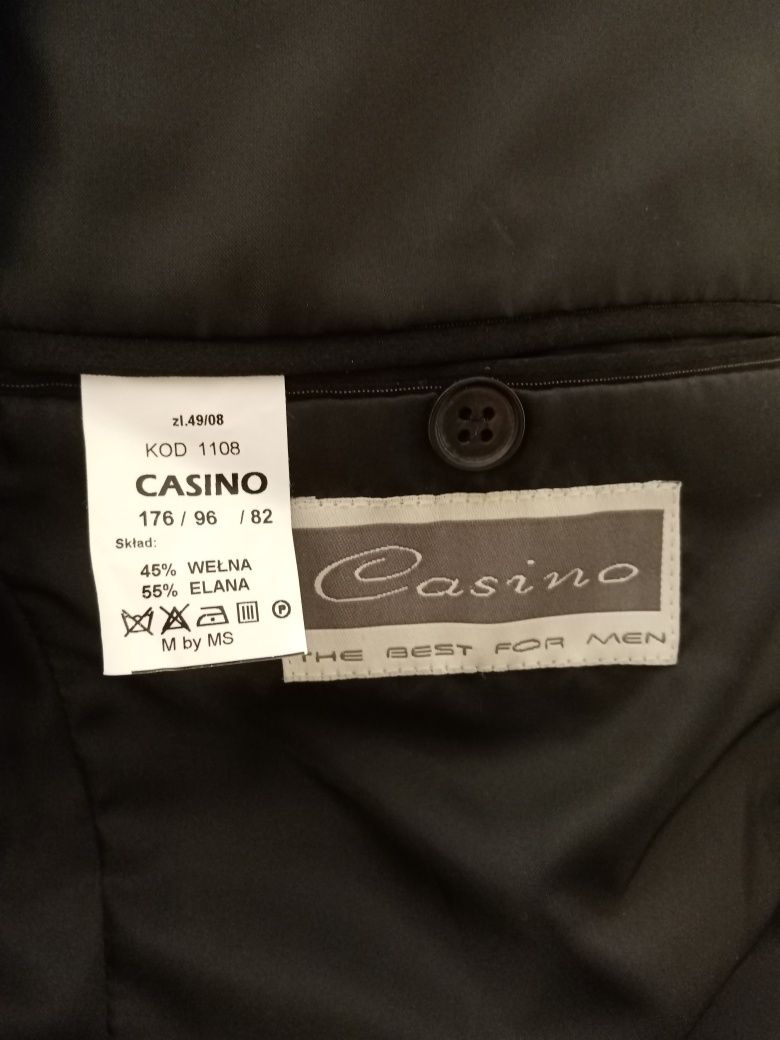 zl.49/08
KOD 1108
CASINO
176 / 96 / 82
Skład:
45% WEŁNA
55% ELANA
P
M by MS
Casino
THE BEST FOR MEN